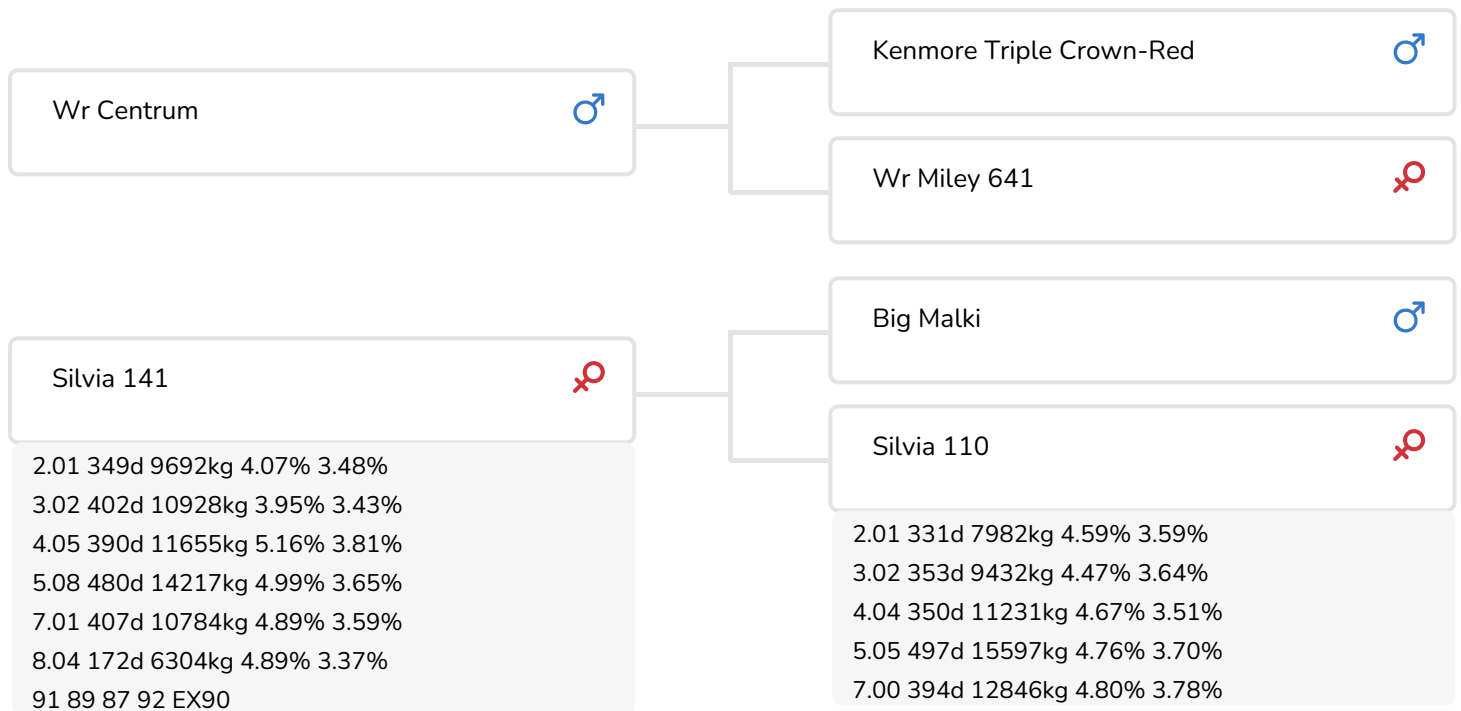 Wr Centrum
Kenmore Triple Crown-Red
Wr Miley 641
Silvia 141
2.01 349d 9692kg 4.07% 3.48%
3.02 402d 10928kg 3.95% 3.43%
4.05 390d 11655kg 5.16% 3.81%
5.08 480d 14217kg 4.99% 3.65%
7.01 407d 10784kg 4.89% 3.59%
8.04 172d 6304kg 4.89% 3.37%
91 89 87 92 EX90
Big Malki
Silvia 110
2.01 331d 7982kg 4.59% 3.59%
3.02 353d 9432kg 4.47% 3.64%
4.04 350d 11231kg 4.67% 3.51%
5.05 497d 15597kg 4.76% 3.70%
7.00 394d 12846kg 4.80% 3.78%